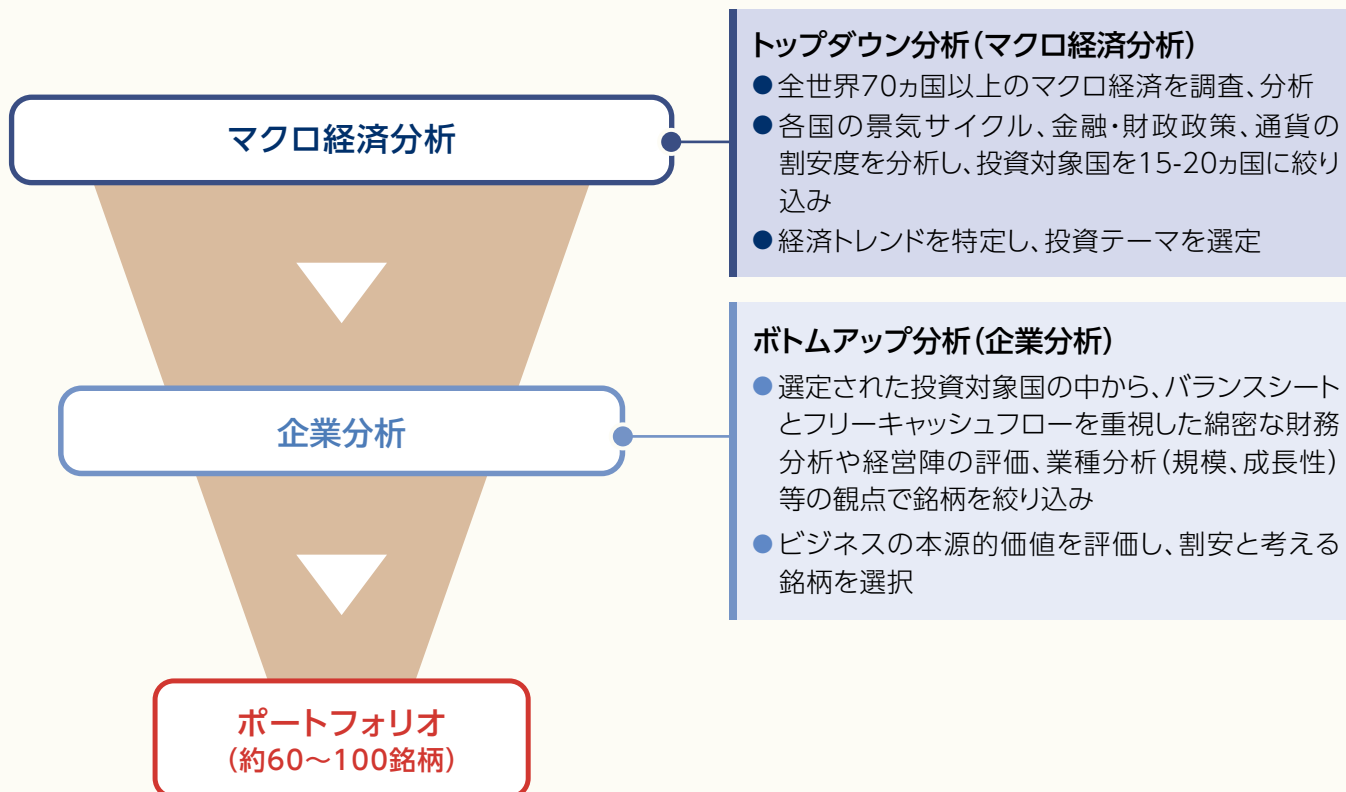 トップダウン分析(マクロ経済分析)
●全世界70ヵ国以上のマクロ経済を調査、分析
●各国の景気サイクル、金融・財政政策、通貨の
割安度を分析し、投資対象国を15-20ヵ国に絞り
込み
●経済トレンドを特定し、投資テーマを選定
マクロ経済分析
ボトムアップ分析(企業分析)
●選定された投資対象国の中から、バランスシート
とフリーキャッシュフローを重視した綿密な財務
分析や経営陣の評価、業種分析(規模、成長性)
等の観点で銘柄を絞り込み
●ビジネスの本源的価値を評価し、割安と考える
銘柄を選択
企業分析
ポートフォリオ
(約60〜100銘柄)